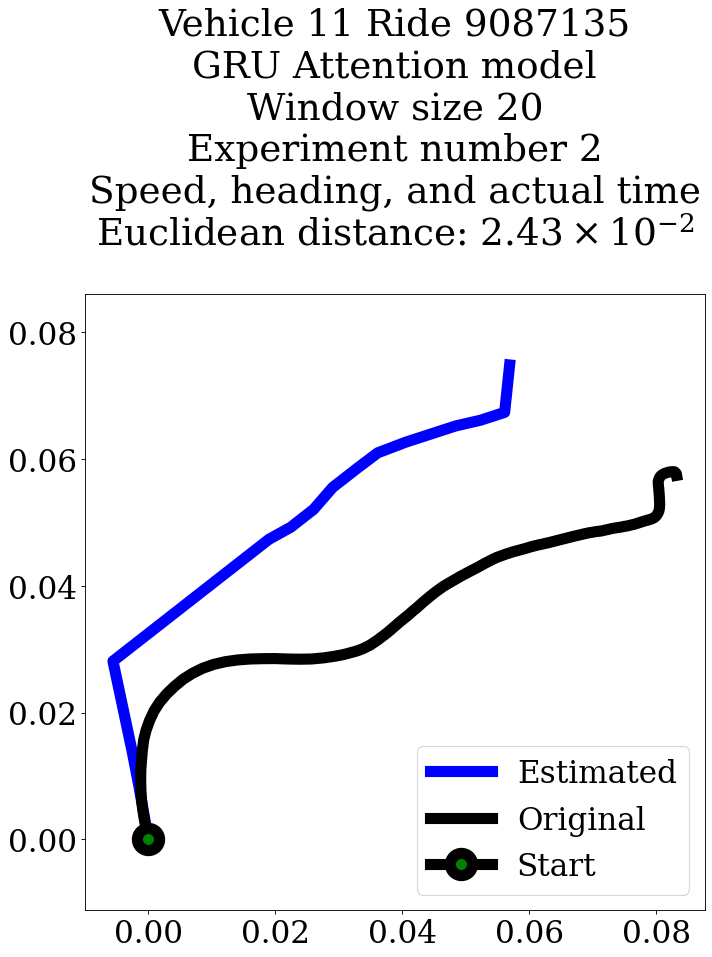 Vehicle 11 Ride 9087135
GRU Attention model
Window size 20
Experiment number 2
Speed, heading, and actual time
Euclidean distance: 2.43 × 10⁻²
0.08
0.06
0.04
0.02
0.00
Estimated
Original
Start
0.00 0.02 0.04 0.06 0.08